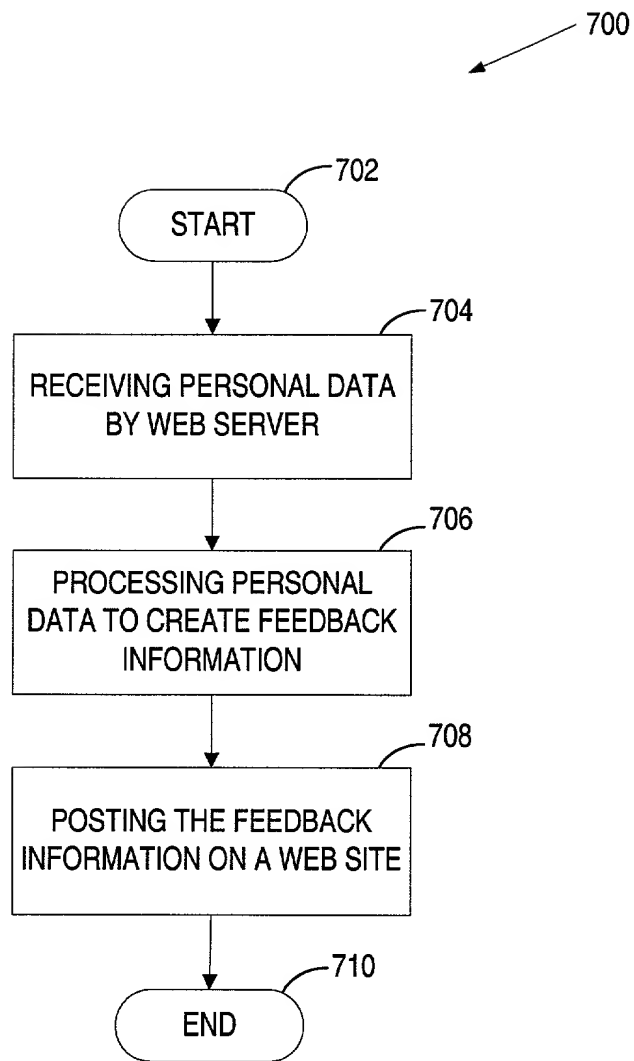 700
702
START
704
RECEIVING PERSONAL DATA
BY WEB SERVER
706
PROCESSING PERSONAL
DATA TO CREATE FEEDBACK
INFORMATION
708
POSTING THE FEEDBACK
INFORMATION ON A WEB SITE
710
END